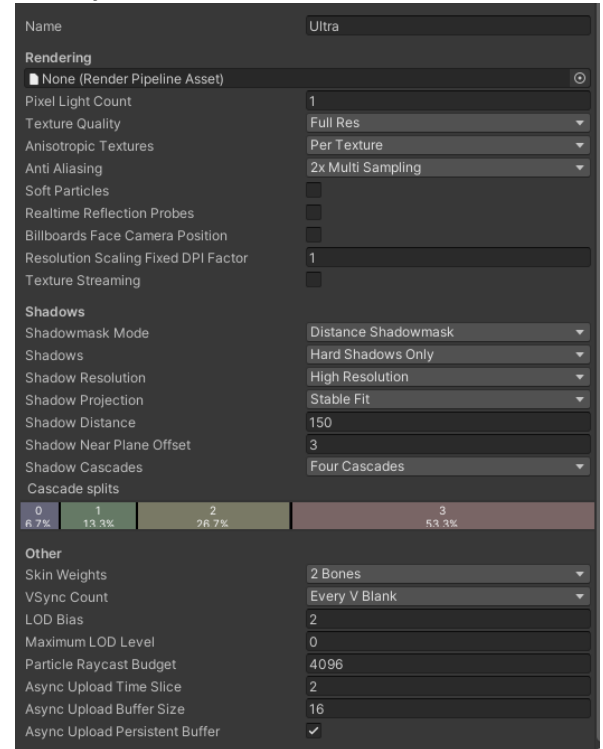 Name Ultra
Rendering
None (Render Pipeline Asset)
Pixel Light Count 1
Texture Quality Full Res
Anisotropic Textures Per Texture
Anti Aliasing 2x Multi Sampling
Soft Particles
Realtime Reflection Probes
Billboards Face Camera Position
Resolution Scaling Fixed DPI Factor 1
Texture Streaming
Shadows
Shadowmask Mode Distance Shadowmask
Shadows Hard Shadows Only
Shadow Resolution High Resolution
Shadow Projection Stable Fit
Shadow Distance 150
Shadow Near Plane Offset 3
Shadow Cascades Four Cascades
Cascade splits
0 1 2 3
6.7% 13.3% 26.7% 53.3%
Other
Skin Weights 2 Bones
VSync Count Every V Blank
LOD Bias 2
Maximum LOD Level 0
Particle Raycast Budget 4096
Async Upload Time Slice 2
Async Upload Buffer Size 16
Async Upload Persistent Buffer